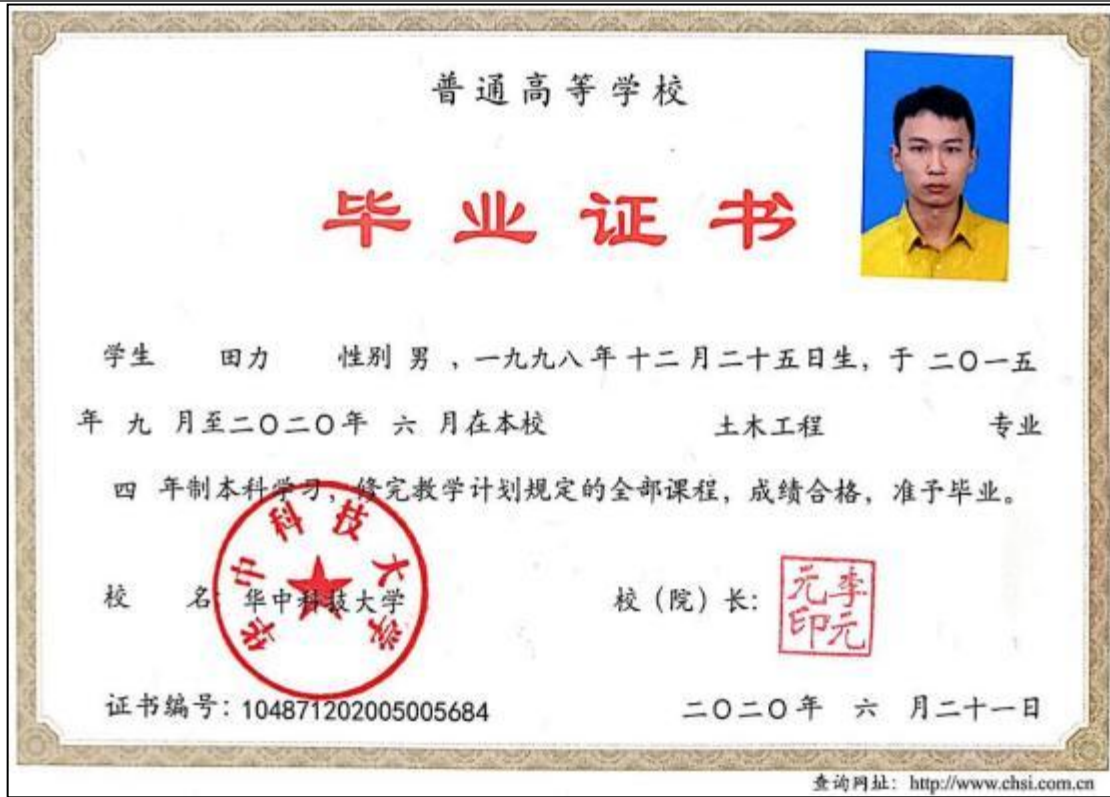 普通高等学校
毕业证书
学生 田力 性别 男 ，一九九八年十二月二十五日生，于 二〇一五
年 九 月至二〇二〇年 六 月在本校 土木工程 专业
四 年制本科学习，修完教学计划规定的全部课程，成绩合格，准予毕业。
华中科技大学
校 名：华中科技大学 校（院）长：
李元元印
证书编号：104871202005005684 二〇二〇年 六 月二十一日
查询网址：http://www.chsi.com.cn